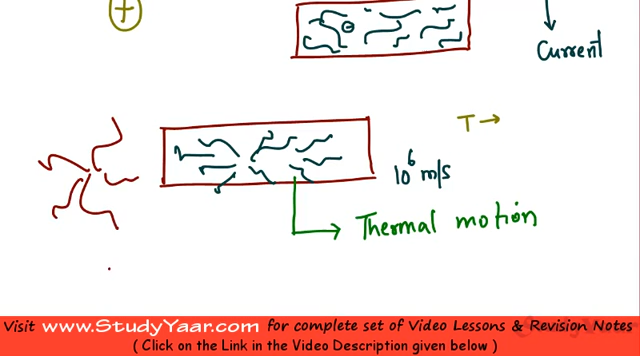 +
Current
T →
10⁶ m/s
Thermal motion
Visit www.StudyYaar.com for complete set of Video Lessons & Revision Notes
( Click on the Link in the Video Description given below )